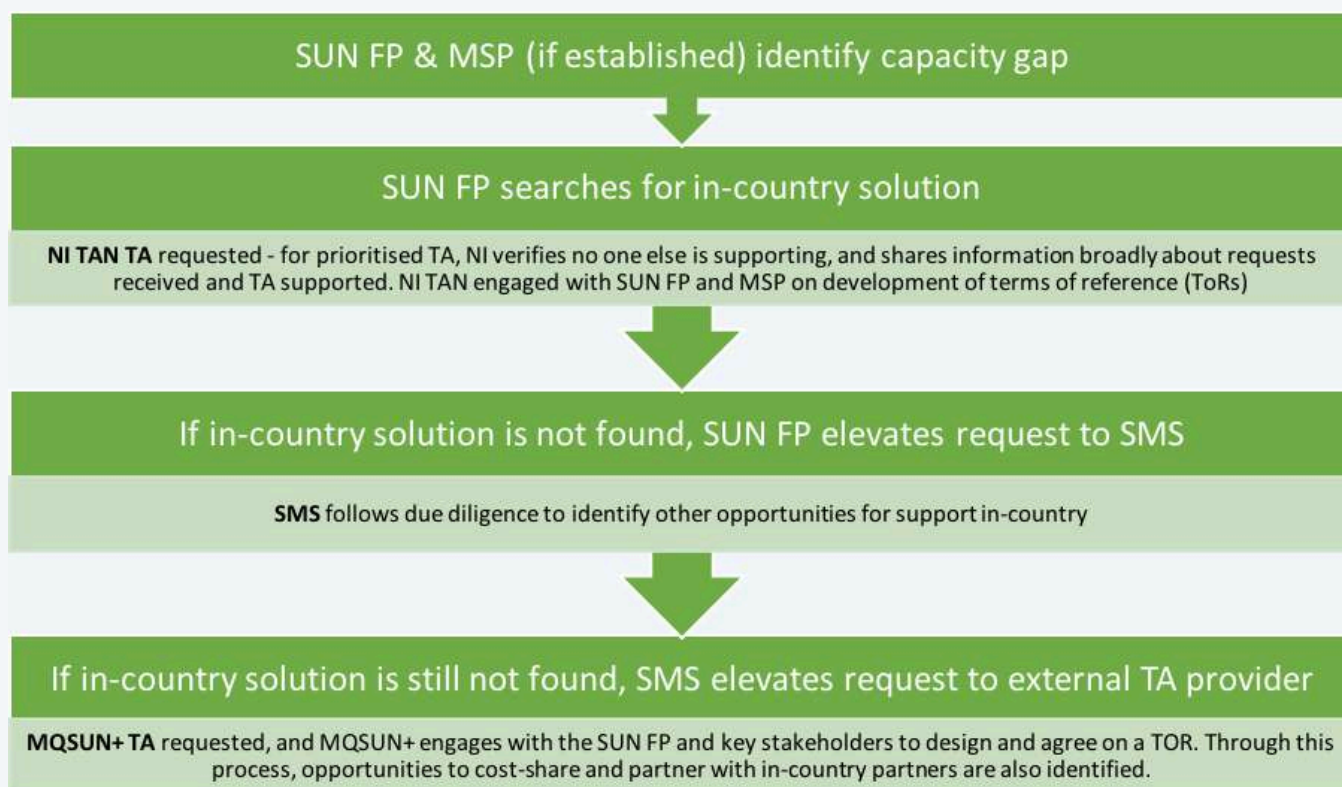 SUN FP & MSP (if established) identify capacity gap
SUN FP searches for in-country solution
NI TAN TA requested - for prioritised TA, NI verifies no one else is supporting, and shares information broadly about requests
received and TA supported. NI TAN engaged with SUN FP and MSP on development of terms of reference (ToRs)
If in-country solution is not found, SUN FP elevates request to SMS
SMS follows due diligence to identify other opportunities for support in-country
If in-country solution is still not found, SMS elevates request to external TA provider
MQSUN+ TA requested, and MQSUN+ engages with the SUN FP and key stakeholders to design and agree on a TOR. Through this
process, opportunities to cost-share and partner with in-country partners are also identified.